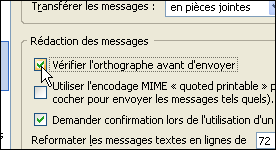 Transférer les messages :
en pièces jointes
Rédaction des messages
Vérifier l'orthographe avant d'envoyer
Utiliser l'encodage MIME « quoted printable » p
cocher pour envoyer les messages tels quels).
Demander confirmation lors de l'utilisation d'un
Reformater les messages textes en lignes de 72